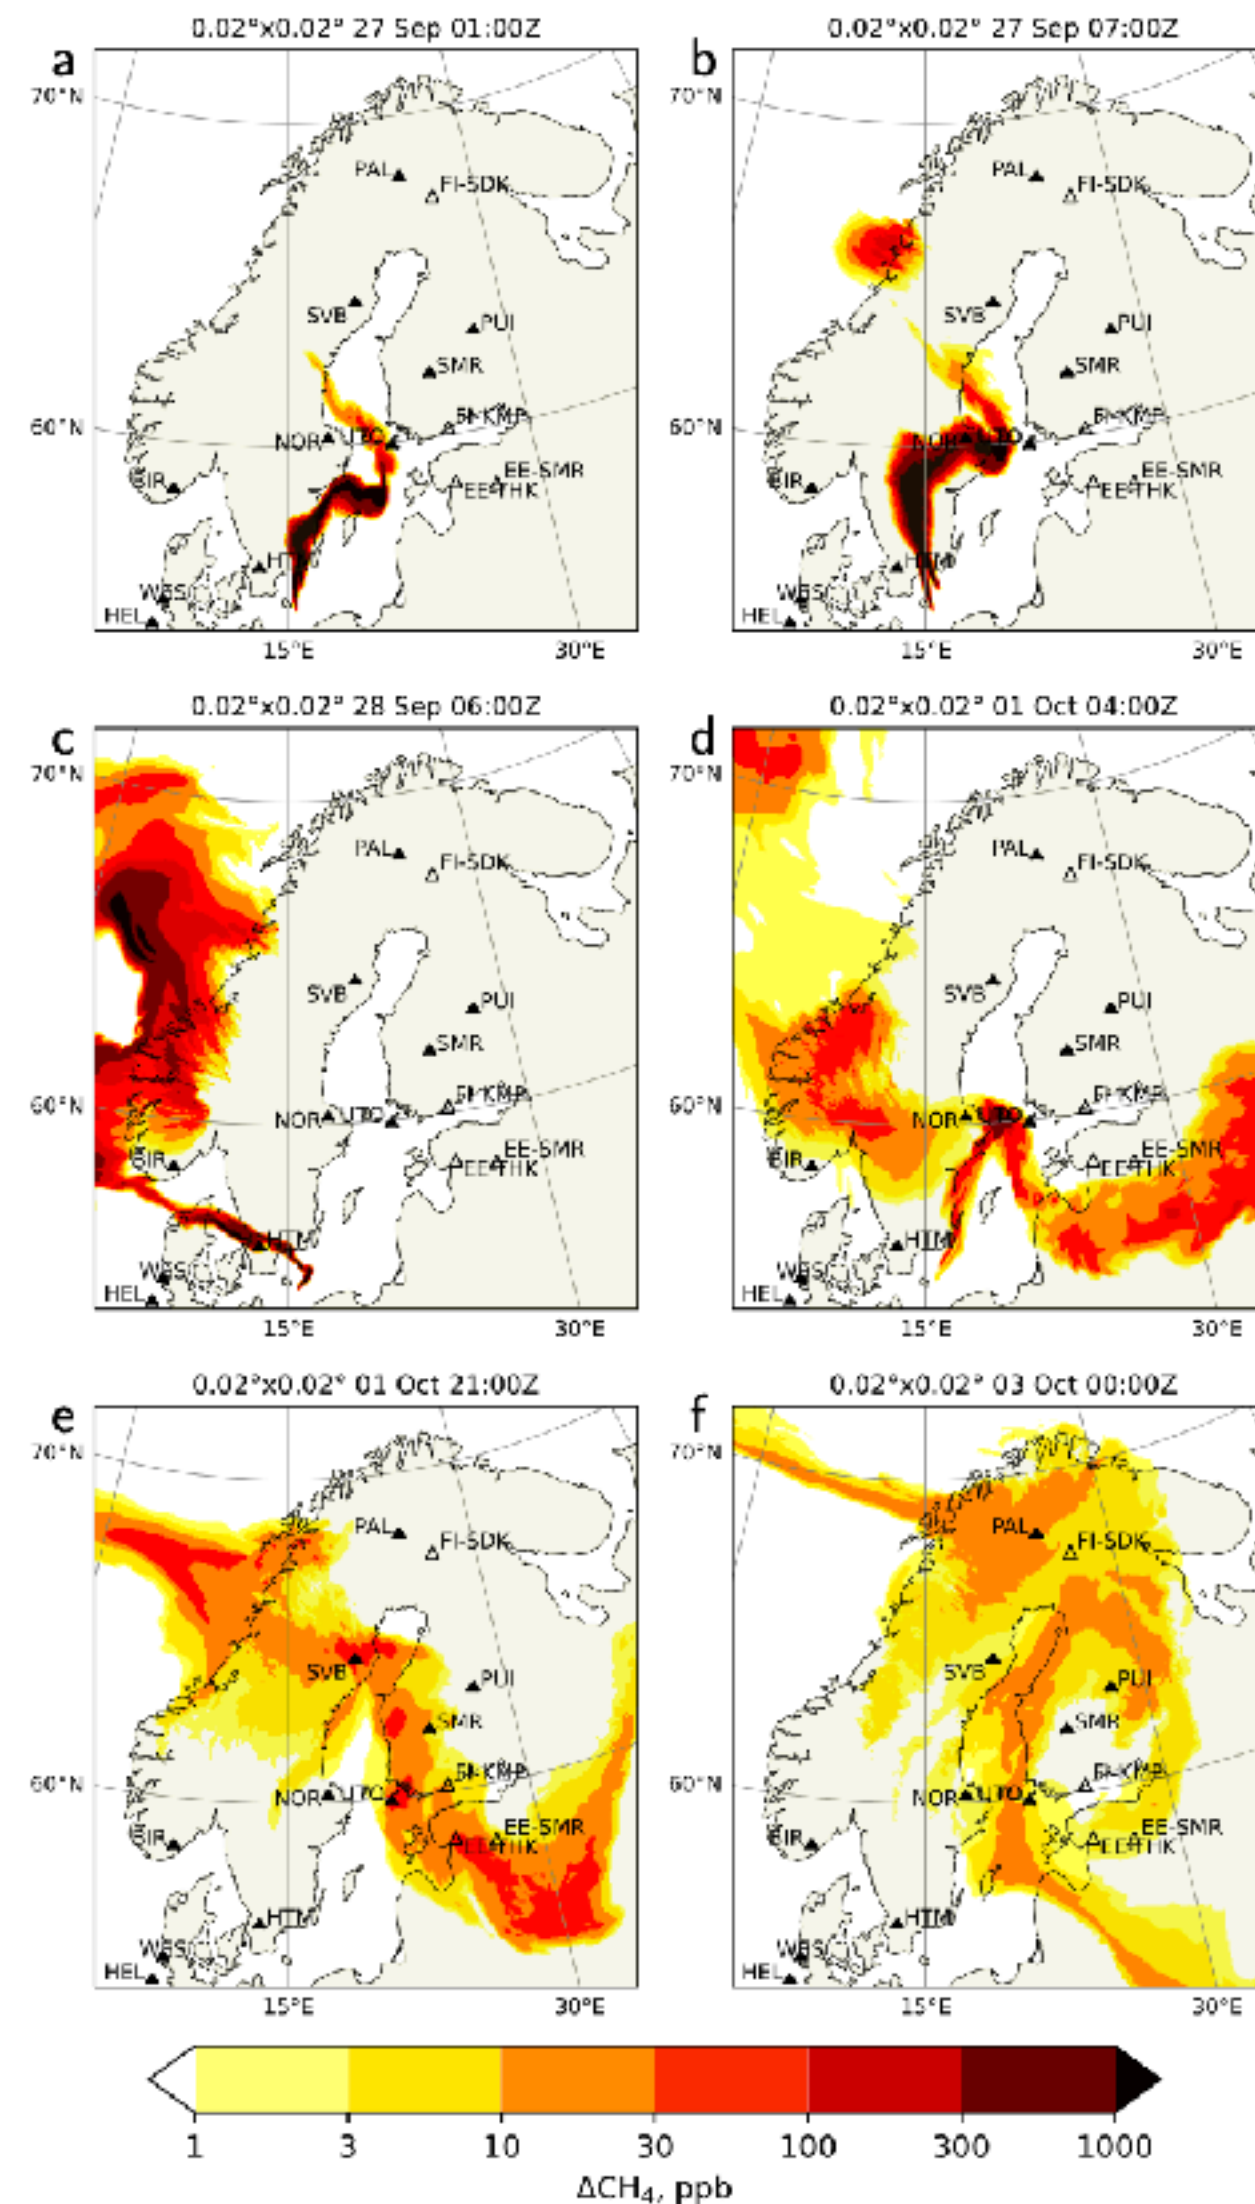 0.02°x0.02° 27 Sep 01:00Z
0.02°x0.02° 27 Sep 07:00Z
a
b
70°N
70°N
PAL
FI-SDK
PAL
FI-SDK
SVB
PUI
SVB
PUI
SMR
SMR
60°N
60°N
NOR
UTO
FI-KMP
NOR
UTO
FI-KMP
BIR
EE-SMR
EE-THK
BIR
EE-SMR
EE-THK
HTM
HTM
WES
WES
HEL
HEL
15°E
30°E
15°E
30°E
0.02°x0.02° 28 Sep 06:00Z
0.02°x0.02° 01 Oct 04:00Z
c
d
70°N
70°N
PAL
FI-SDK
PAL
FI-SDK
SVB
PUI
SVB
PUI
SMR
SMR
60°N
60°N
NOR
UTO
FI-KMP
NOR
UTO
FI-KMP
BIR
EE-SMR
EE-THK
BIR
EE-SMR
EE-THK
HTM
HTM
WES
WES
HEL
HEL
15°E
30°E
15°E
30°E
0.02°x0.02° 01 Oct 21:00Z
0.02°x0.02° 03 Oct 00:00Z
e
f
70°N
70°N
PAL
FI-SDK
PAL
FI-SDK
SVB
PUI
SVB
PUI
SMR
SMR
60°N
60°N
NOR
UTO
FI-KMP
NOR
UTO
FI-KMP
BIR
EE-SMR
EE-THK
BIR
EE-SMR
EE-THK
HTM
HTM
WES
WES
HEL
HEL
15°E
30°E
15°E
30°E
1 3 10 30 100 300 1000
ΔCH₄, ppb